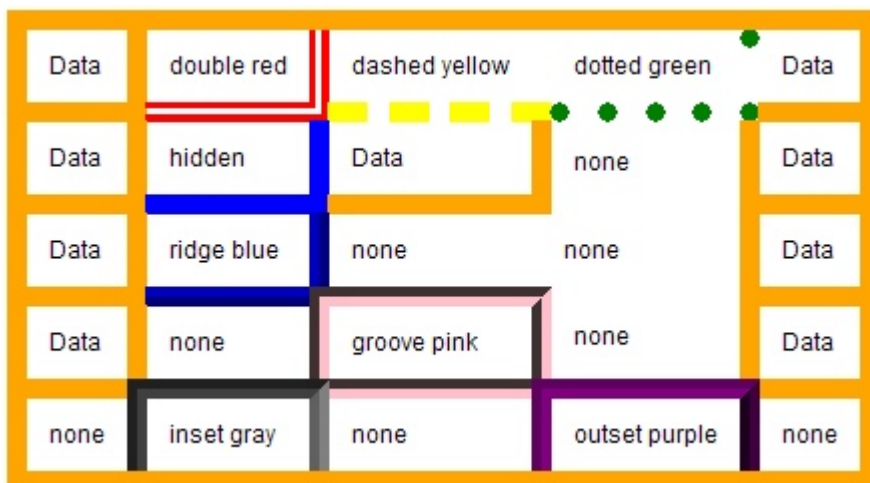 Data double red dashed yellow dotted green Data
Data hidden Data none Data
Data ridge blue none none Data
Data none groove pink none Data
none inset gray none outset purple none